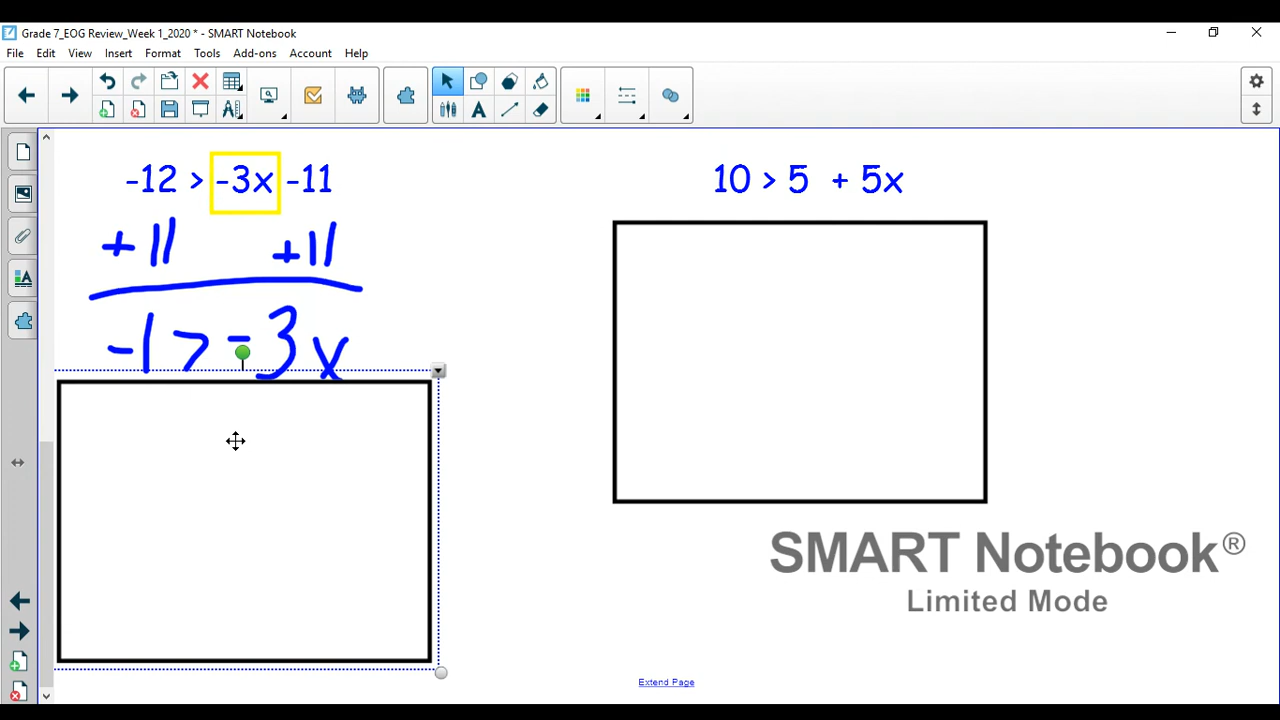 Grade 7_EOG Review_Week 1_2020 * - SMART Notebook
File Edit View Insert Format Tools Add-ons Account Help
-12 > -3x -11
+11 +11
-1 > -3x
10 > 5 + 5x
SMART Notebook®
Limited Mode
Extend Page